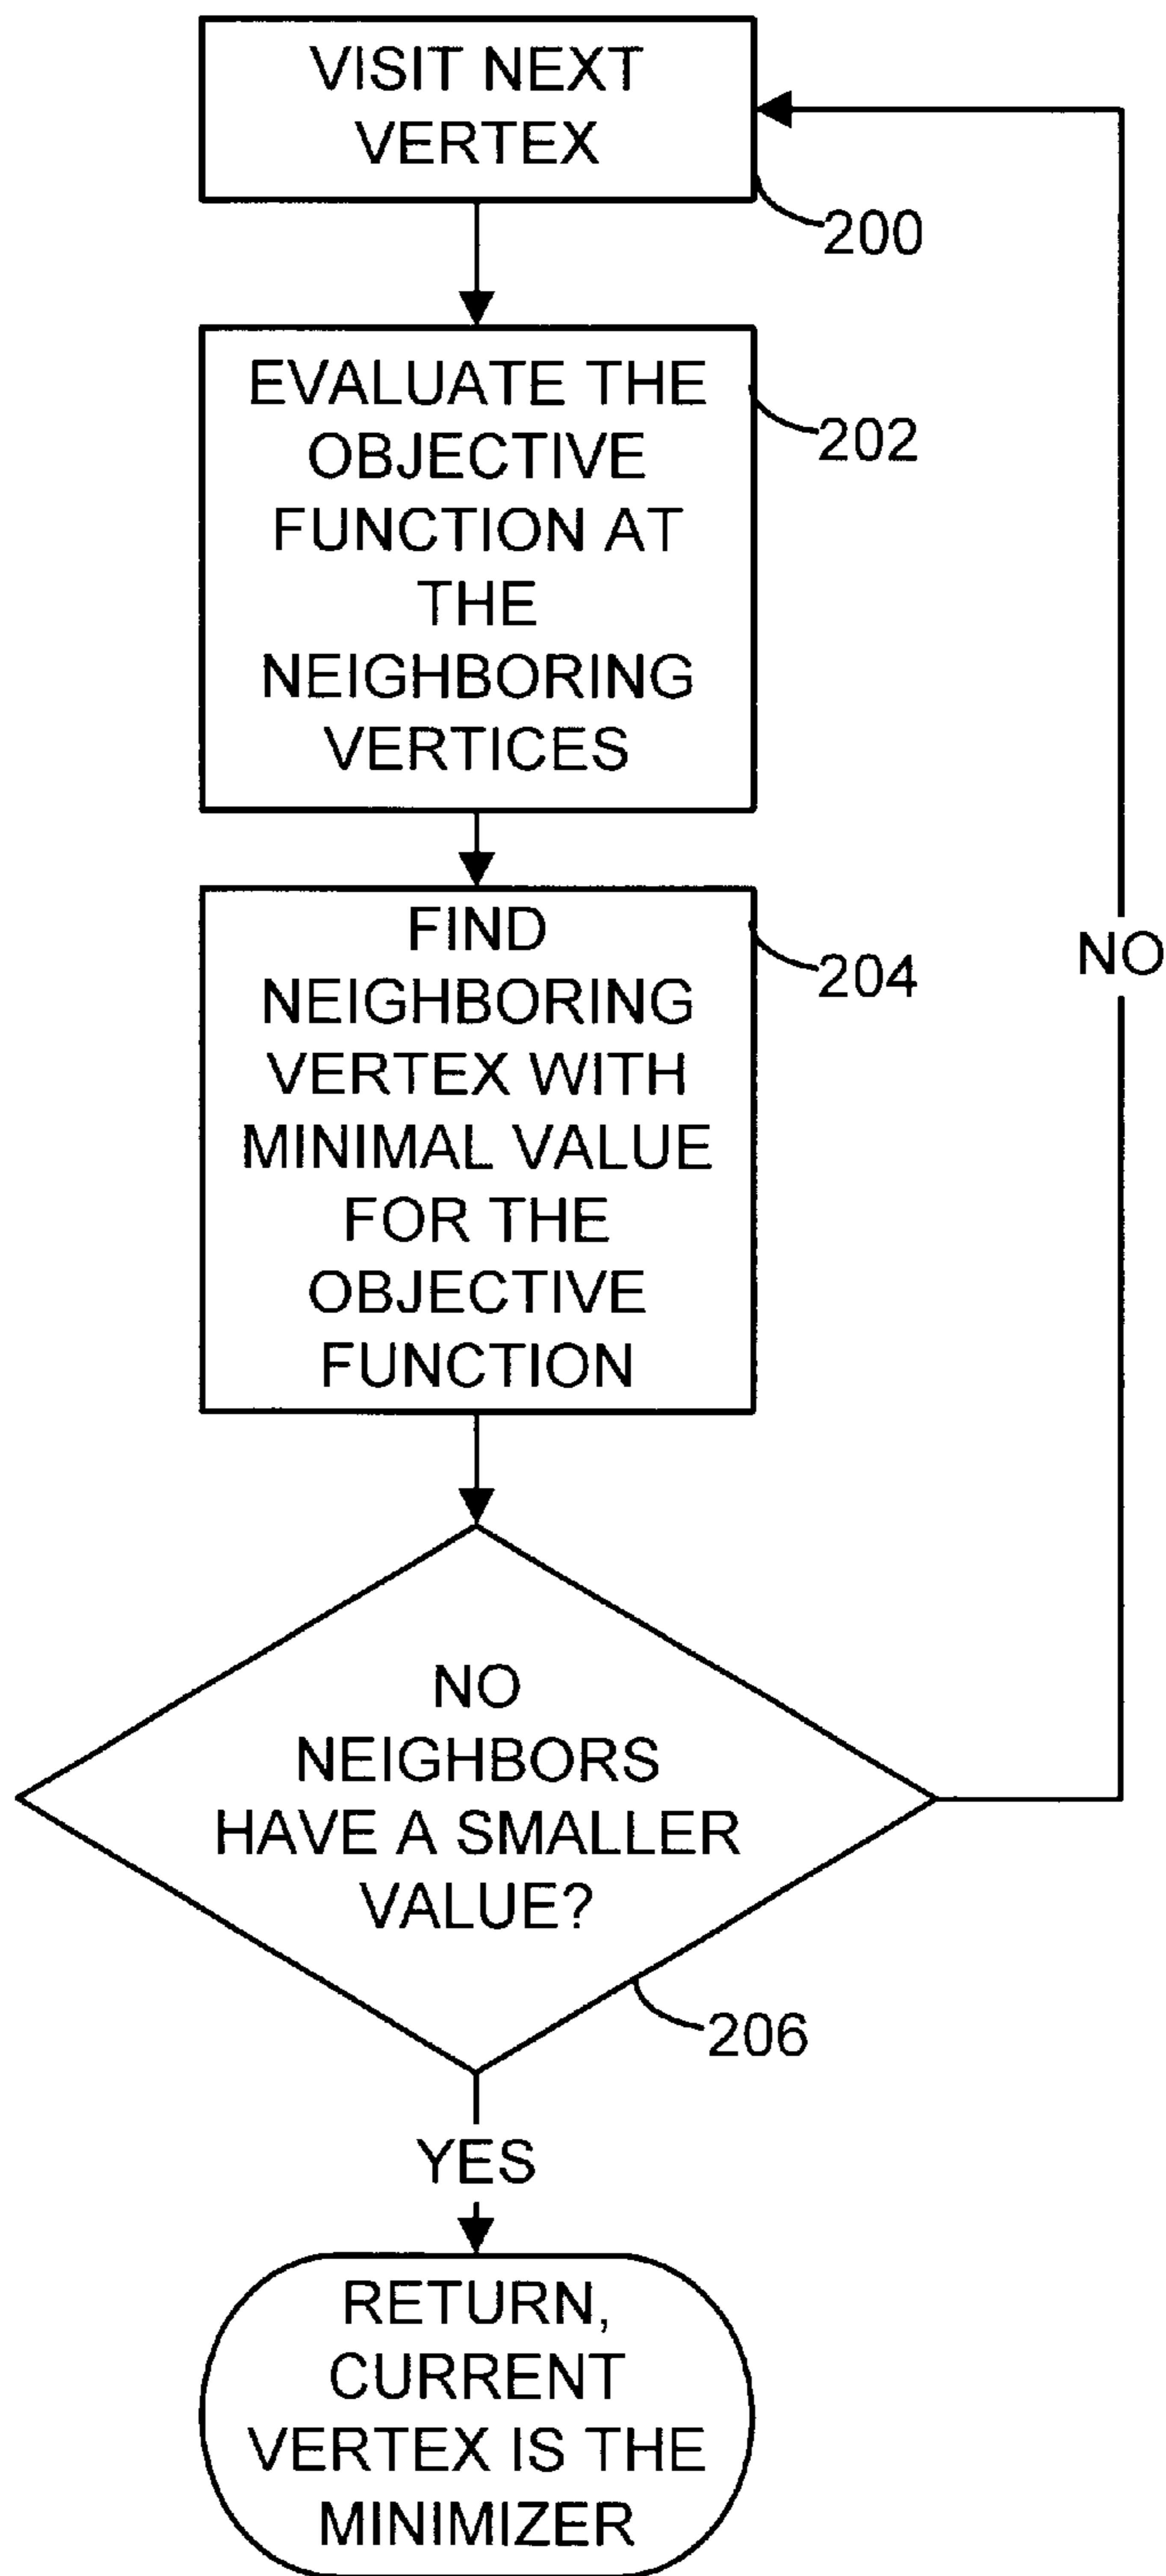 VISIT NEXT
VERTEX
200
EVALUATE THE
OBJECTIVE
FUNCTION AT
THE
NEIGHBORING
VERTICES
202
FIND
NEIGHBORING
VERTEX WITH
MINIMAL VALUE
FOR THE
OBJECTIVE
FUNCTION
204
NO
NO
NEIGHBORS
HAVE A SMALLER
VALUE?
206
YES
RETURN,
CURRENT
VERTEX IS THE
MINIMIZER